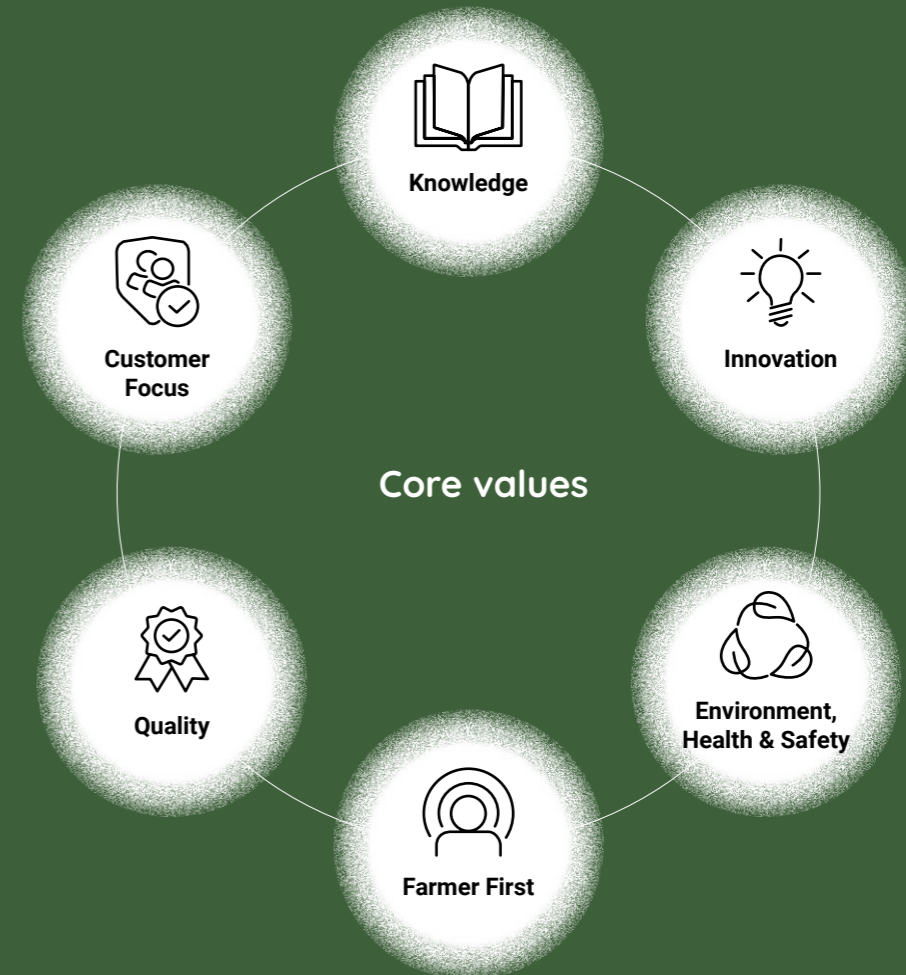 Knowledge
Customer
Focus
Innovation
Core values
Quality
Environment,
Health & Safety
Farmer First